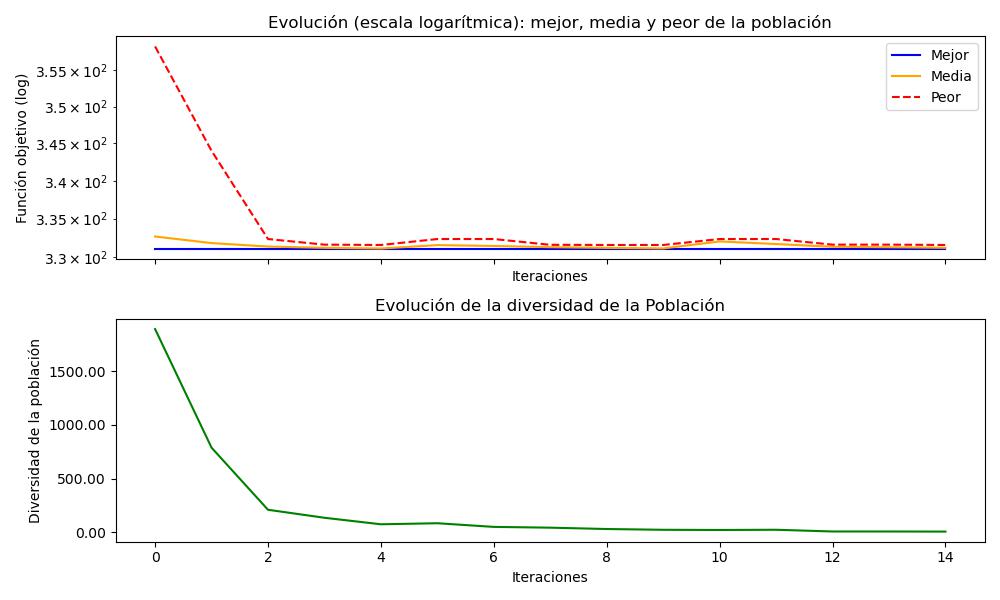 Evolución (escala logarítmica): mejor, media y peor de la población
Función objetivo (log)
3.55 × 10²
3.5 × 10²
3.45 × 10²
3.4 × 10²
3.35 × 10²
3.3 × 10²
Mejor
Media
Peor
Iteraciones
Evolución de la diversidad de la Población
Diversidad de la población
1500.00
1000.00
500.00
0.00
0 2 4 6 8 10 12 14
Iteraciones